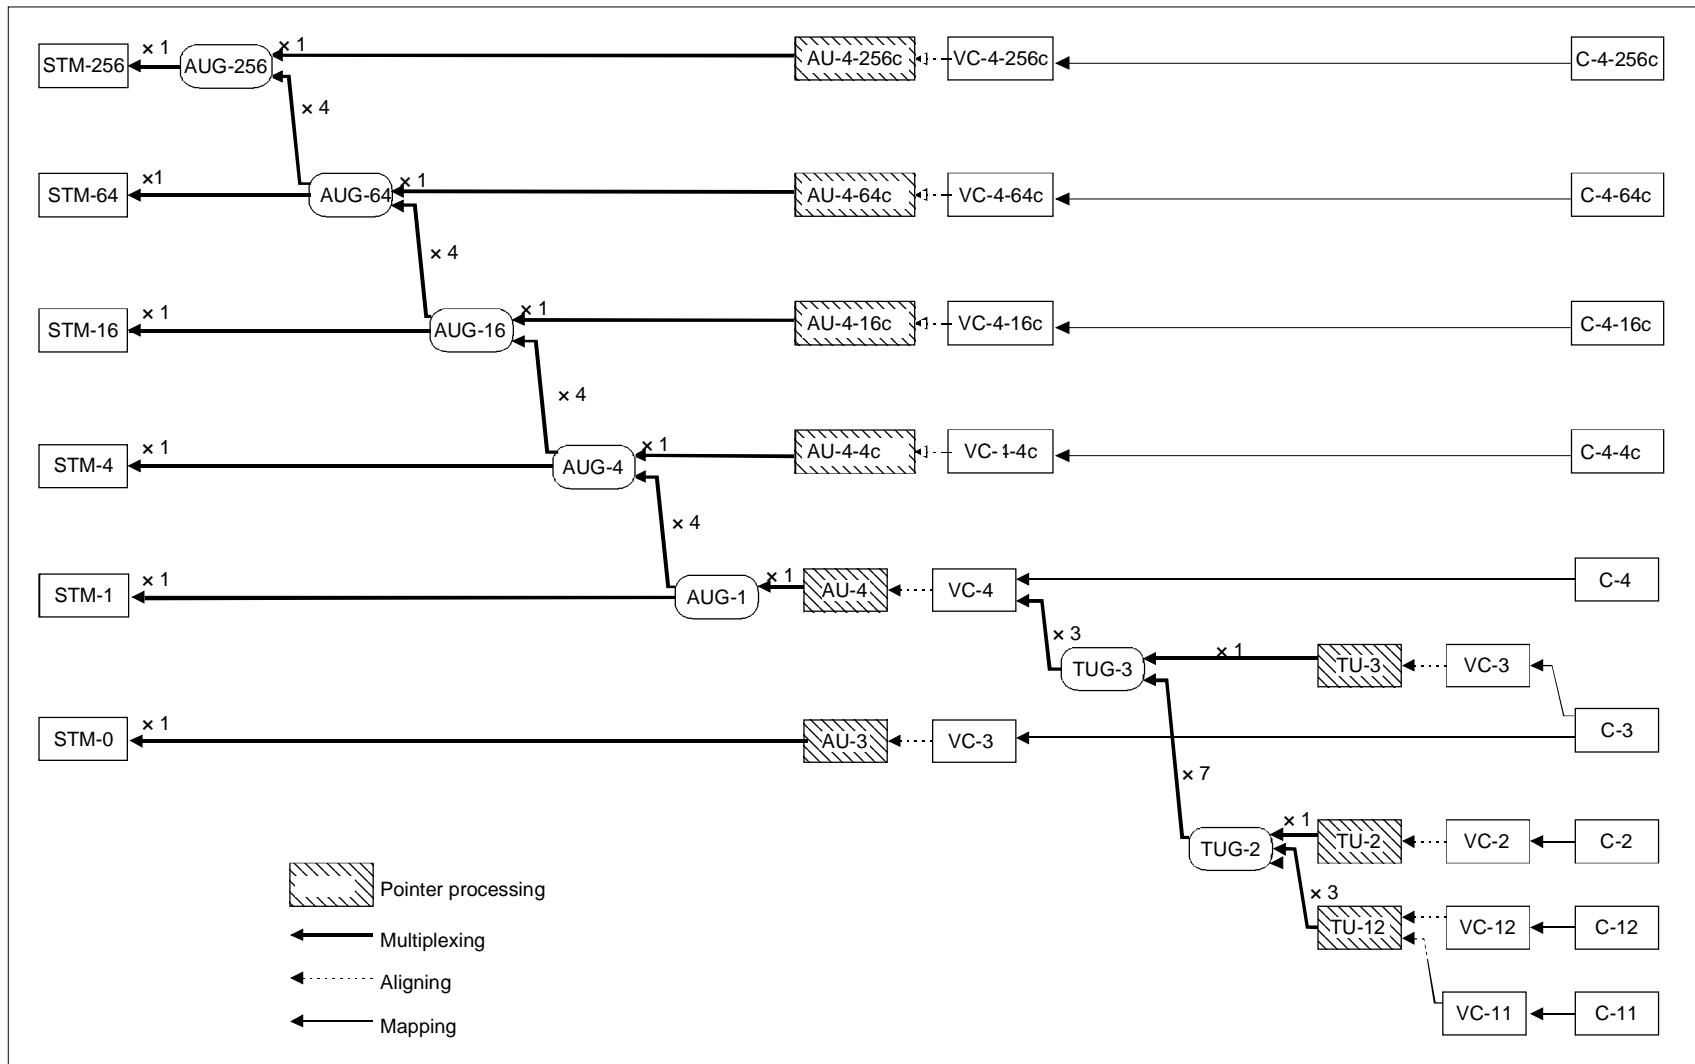 × 1
× 1
STM-256
AUG-256
AU-4-256c
VC-4-256c
C-4-256c
× 4
×1
× 1
STM-64
AUG-64
AU-4-64c
VC-4-64c
C-4-64c
× 4
× 1
× 1
STM-16
AUG-16
AU-4-16c
VC-4-16c
C-4-16c
× 4
× 1
× 1
STM-4
AUG-4
AU-4-4c
VC-4-4c
C-4-4c
× 4
× 1
× 1
STM-1
AUG-1
AU-4
VC-4
C-4
× 3
× 1
TUG-3
TU-3
VC-3
× 1
STM-0
AU-3
VC-3
C-3
× 7
× 1
TUG-2
TU-2
VC-2
C-2
× 3
TU-12
VC-12
C-12
VC-11
C-11
Pointer processing
Multiplexing
Aligning
Mapping